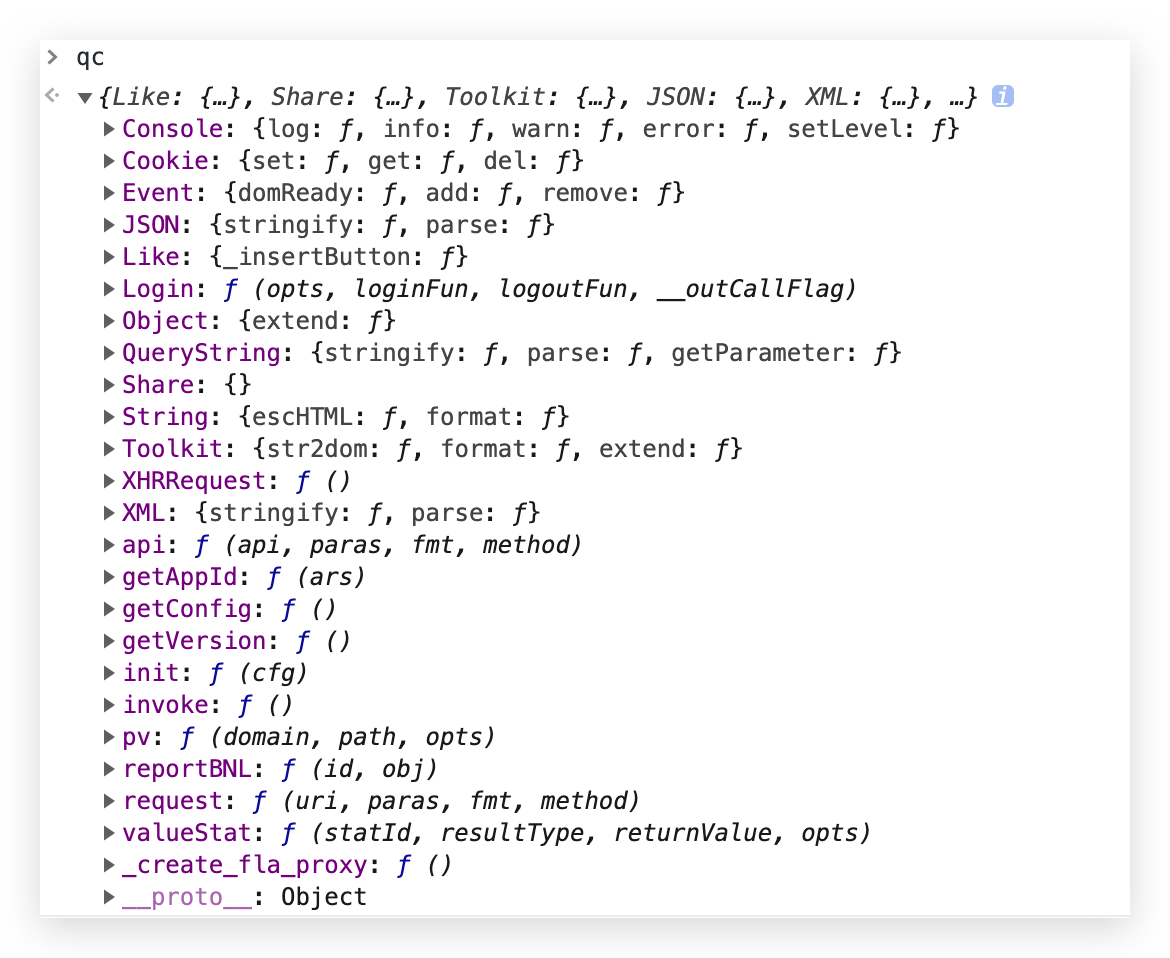 > qc
{Like: {…}, Share: {…}, Toolkit: {…}, JSON: {…}, XML: {…}, …} i
Console: {log: ƒ, info: ƒ, warn: ƒ, error: ƒ, setLevel: ƒ}
Cookie: {set: ƒ, get: ƒ, del: ƒ}
Event: {domReady: ƒ, add: ƒ, remove: ƒ}
JSON: {stringify: ƒ, parse: ƒ}
Like: {_insertButton: ƒ}
Login: ƒ (opts, loginFun, logoutFun, __outCallFlag)
Object: {extend: ƒ}
QueryString: {stringify: ƒ, parse: ƒ, getParameter: ƒ}
Share: {}
String: {escHTML: ƒ, format: ƒ}
Toolkit: {str2dom: ƒ, format: ƒ, extend: ƒ}
XHRRequest: ƒ ()
XML: {stringify: ƒ, parse: ƒ}
api: ƒ (api, paras, fmt, method)
getAppId: ƒ (ars)
getConfig: ƒ ()
getVersion: ƒ ()
init: ƒ (cfg)
invoke: ƒ ()
pv: ƒ (domain, path, opts)
reportBNL: ƒ (id, obj)
request: ƒ (uri, paras, fmt, method)
valueStat: ƒ (statId, resultType, returnValue, opts)
_create_fla_proxy: ƒ ()
__proto__: Object